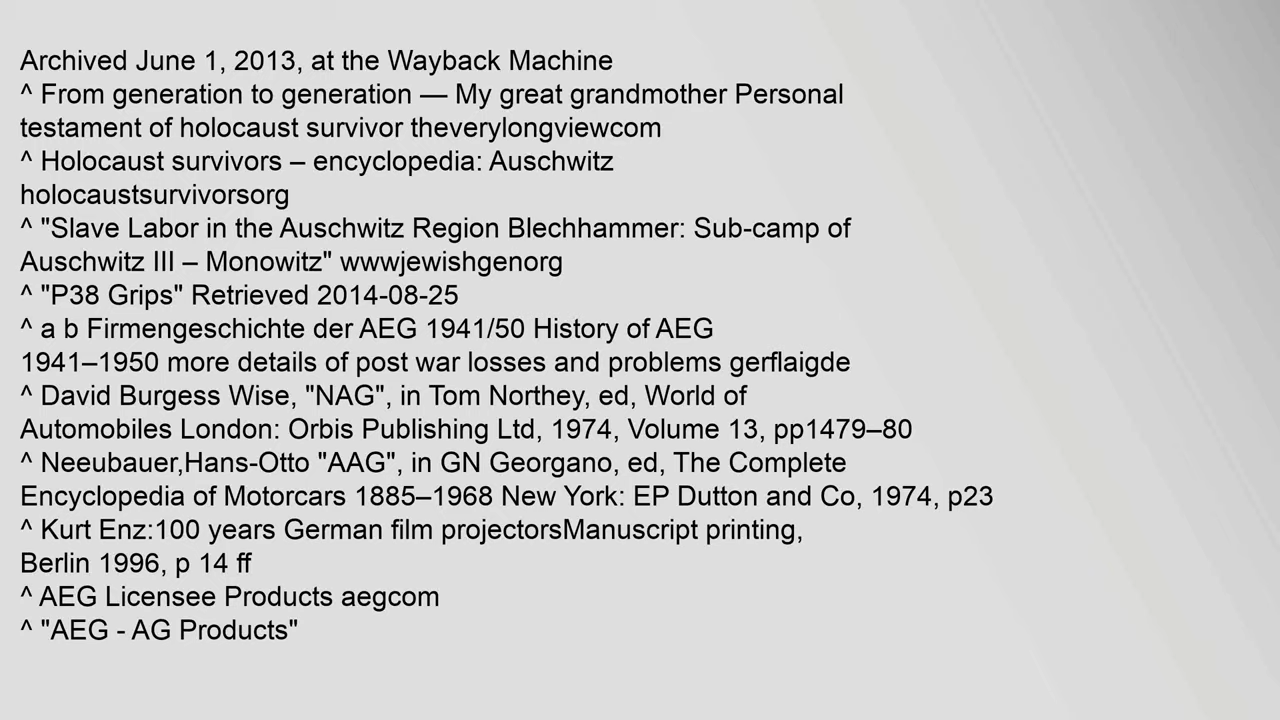 Archived June 1, 2013, at the Wayback Machine
^ From generation to generation — My great grandmother Personal
testament of holocaust survivor theverylongviewcom
^ Holocaust survivors – encyclopedia: Auschwitz
holocaustsurvivorsorg
^ "Slave Labor in the Auschwitz Region Blechhammer: Sub-camp of
Auschwitz III – Monowitz" wwwjewishgenorg
^ "P38 Grips" Retrieved 2014-08-25
^ a b Firmengeschichte der AEG 1941/50 History of AEG
1941–1950 more details of post war losses and problems gerflaigde
^ David Burgess Wise, "NAG", in Tom Northey, ed, World of
Automobiles London: Orbis Publishing Ltd, 1974, Volume 13, pp1479–80
^ Neeubauer,Hans-Otto "AAG", in GN Georgano, ed, The Complete
Encyclopedia of Motorcars 1885–1968 New York: EP Dutton and Co, 1974, p23
^ Kurt Enz:100 years German film projectorsManuscript printing,
Berlin 1996, p 14 ff
^ AEG Licensee Products aegcom
^ "AEG - AG Products"